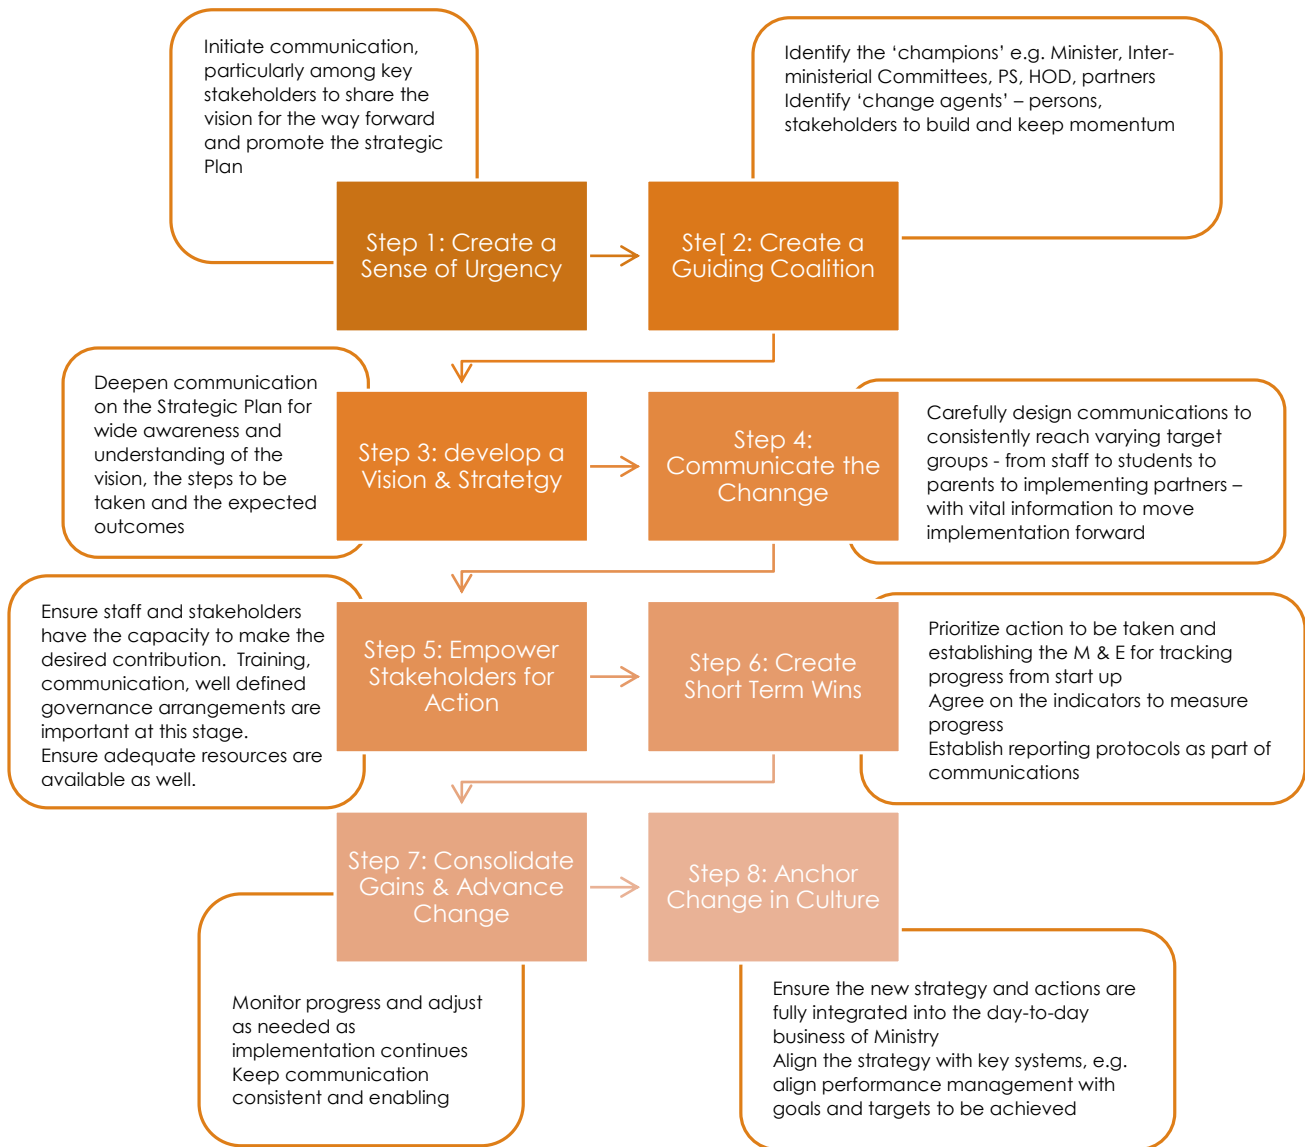 Initiate communication,
particularly among key
stakeholders to share the
vision for the way forward
and promote the strategic
Plan
Identify the ‘champions’ e.g. Minister, Inter-
ministerial Committees, PS, HOD, partners
Identify ‘change agents’ – persons,
stakeholders to build and keep momentum
Step 1: Create a
Sense of Urgency
Ste[ 2: Create a
Guiding Coalition
Deepen communication
on the Strategic Plan for
wide awareness and
understanding of the
vision, the steps to be
taken and the expected
outcomes
Step 3: develop a
Vision & Stratetgy
Step 4:
Communicate the
Channge
Carefully design communications to
consistently reach varying target
groups - from staff to students to
parents to implementing partners –
with vital information to move
implementation forward
Ensure staff and stakeholders
have the capacity to make the
desired contribution.  Training,
communication, well defined
governance arrangements are
important at this stage.
Ensure adequate resources are
available as well.
Step 5: Empower
Stakeholders for
Action
Step 6: Create
Short Term Wins
Prioritize action to be taken and
establishing the M & E for tracking
progress from start up
Agree on the indicators to measure
progress
Establish reporting protocols as part of
communications
Step 7: Consolidate
Gains & Advance
Change
Step 8: Anchor
Change in Culture
Monitor progress and adjust
as needed as
implementation continues
Keep communication
consistent and enabling
Ensure the new strategy and actions are
fully integrated into the day-to-day
business of Ministry
Align the strategy with key systems, e.g.
align performance management with
goals and targets to be achieved